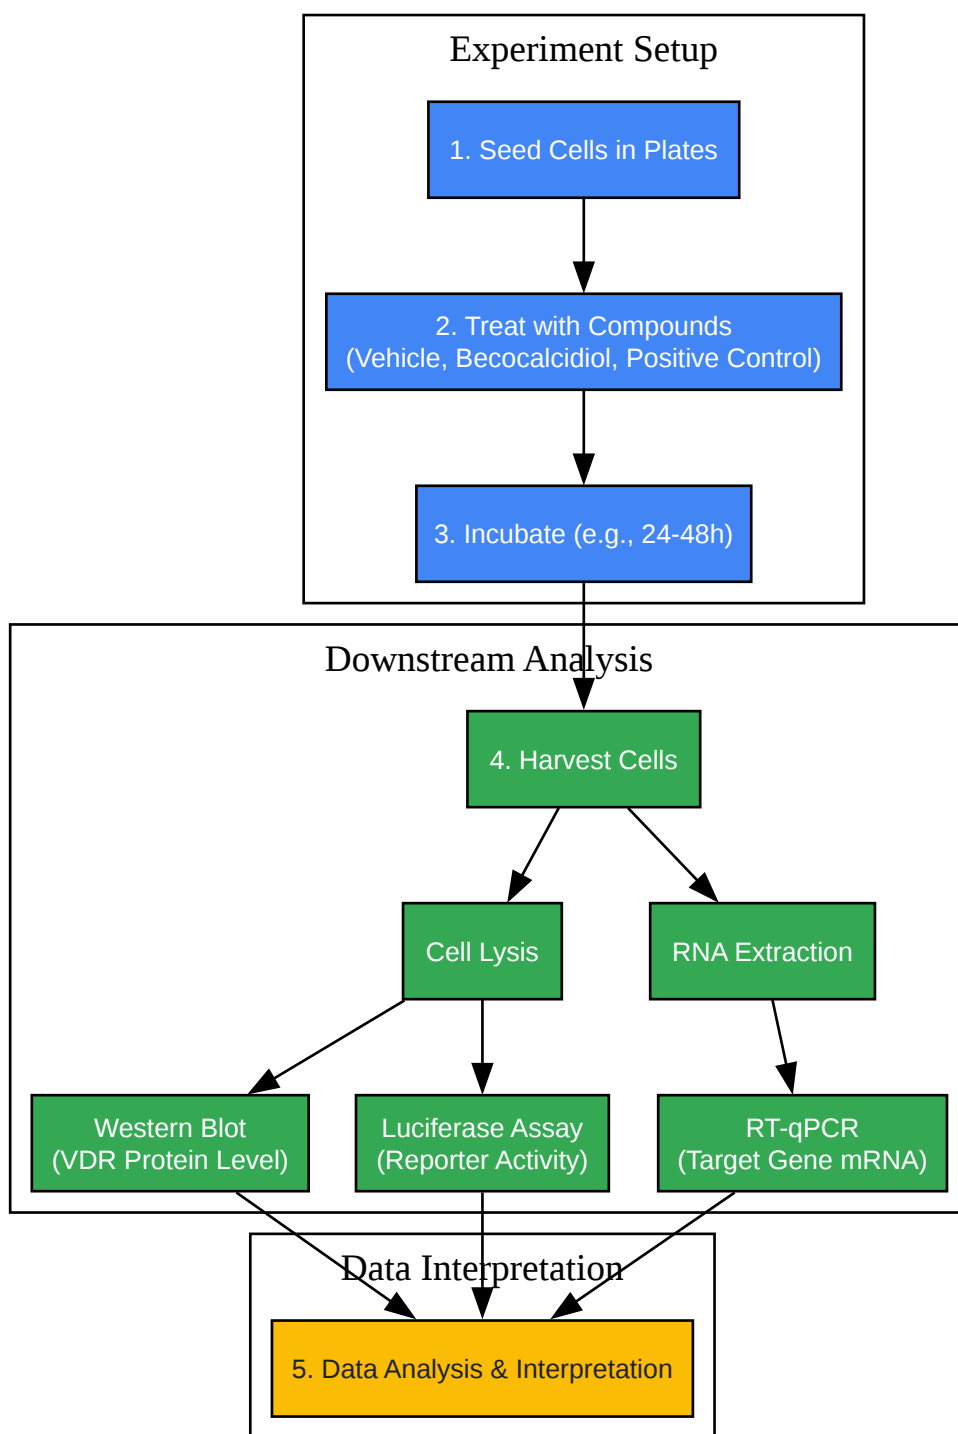 Experiment Setup
1. Seed Cells in Plates
2. Treat with Compounds
(Vehicle, Becocalcidiol, Positive Control)
3. Incubate (e.g., 24-48h)
Downstream Analysis
4. Harvest Cells
Cell Lysis
RNA Extraction
Western Blot
(VDR Protein Level)
Luciferase Assay
(Reporter Activity)
RT-qPCR
(Target Gene mRNA)
Data Interpretation
5. Data Analysis & Interpretation